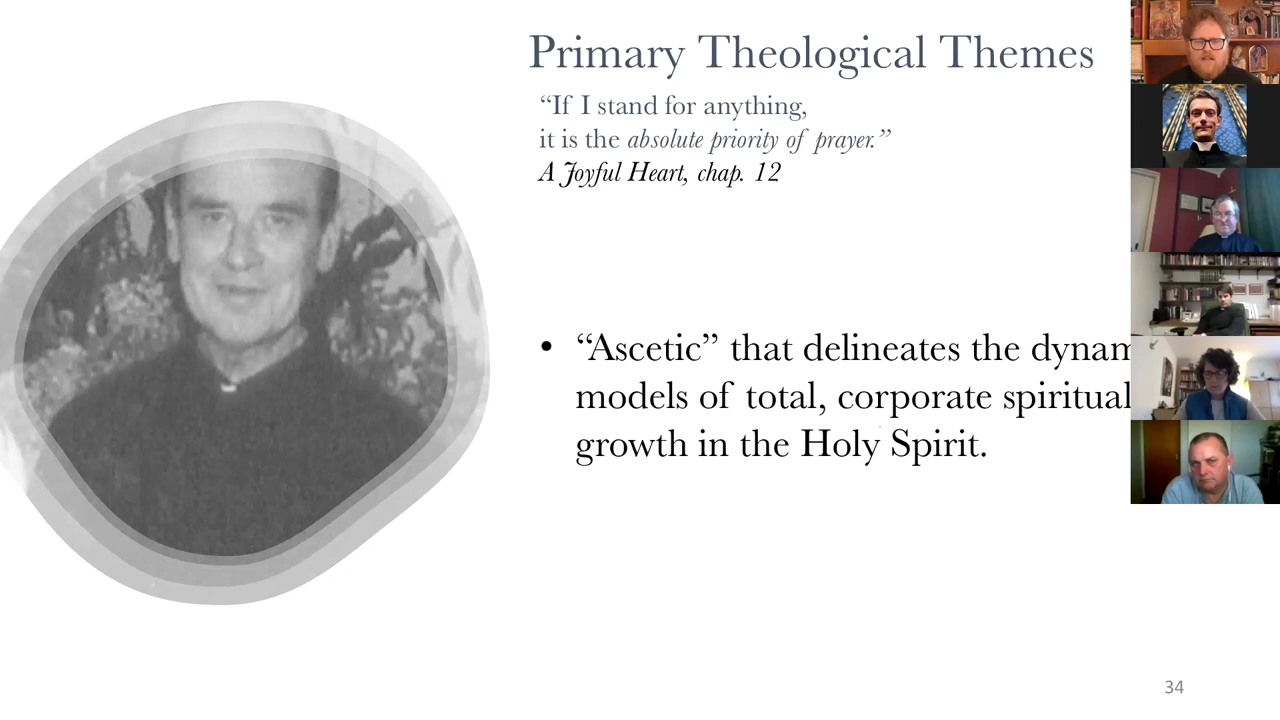 Primary Theological Themes
“If I stand for anything,
it is the absolute priority of prayer.”
A Joyful Heart, chap. 12
• “Ascetic” that delineates the
models of total, corporate spiritual
growth in the Holy Spirit.
34